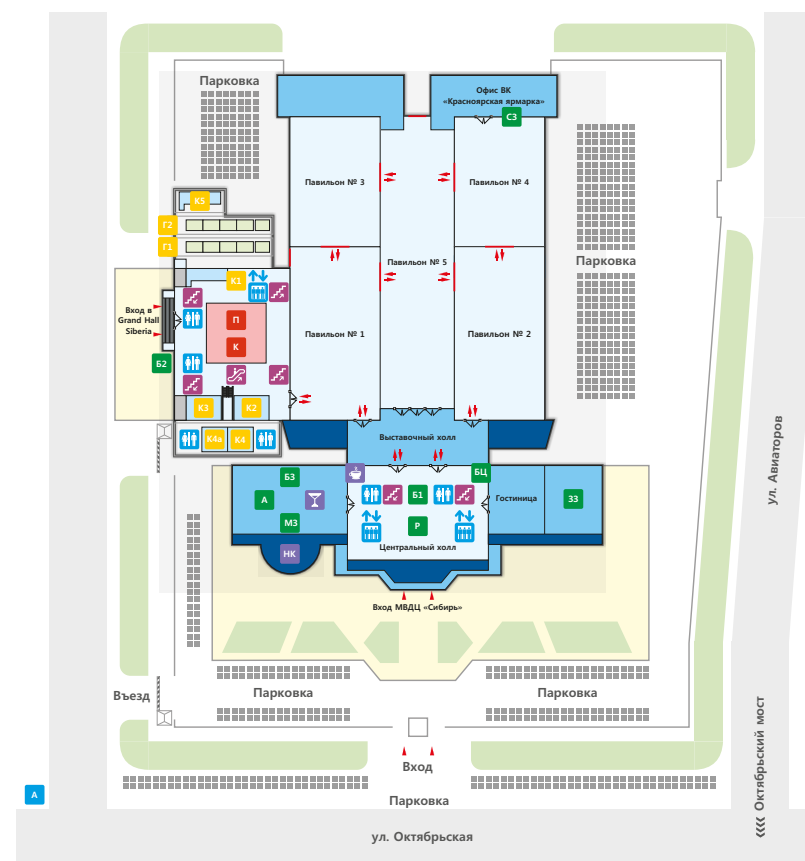 Парковка
Офис ВК
«Красноярская ярмарка»
СЗ
Павильон № 3
Павильон № 4
К5
Г2
Г1
Павильон № 5
Парковка
К1
Вход в
Grand Hall
Siberia
П
К
Павильон № 1
Павильон № 2
Б2
К3
К2
К4а
К4
Выставочный холл
ул. Авиаторов
Б3
БЦ
А
Б1
Гостиница
ЗЗ
МЗ
Р
НК
Центральный холл
Вход МВДЦ «Сибирь»
Въезд
Парковка
Парковка
Вход
<<<< Октябрьский мост
А
Парковка
ул. Октябрьская